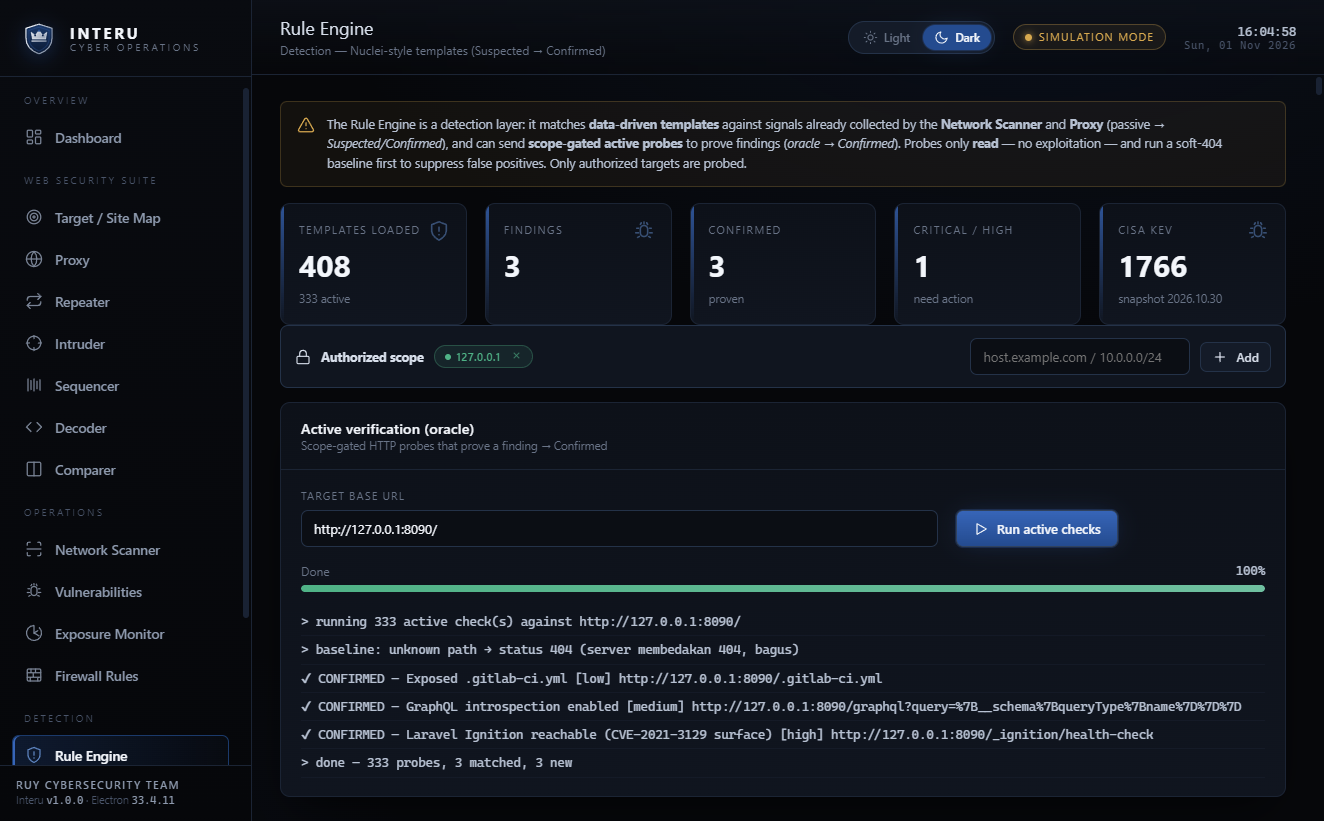 INTERU
CYBER OPERATIONS
OVERVIEW
Dashboard
WEB SECURITY SUITE
Target / Site Map
Proxy
Repeater
Intruder
Sequencer
Decoder
Comparer
OPERATIONS
Network Scanner
Vulnerabilities
Exposure Monitor
Firewall Rules
DETECTION
Rule Engine
RUY CYBERSECURITY TEAM
Interu v1.0.0 · Electron 33.4.11
Rule Engine
Detection — Nuclei-style templates (Suspected → Confirmed)
Light
Dark
SIMULATION MODE
16:04:58
Sun, 01 Nov 2026
The Rule Engine is a detection layer: it matches data-driven templates against signals already collected by the Network Scanner and Proxy (passive →
Suspected/Confirmed), and can send scope-gated active probes to prove findings (oracle → Confirmed). Probes only read — no exploitation — and run a soft-404
baseline first to suppress false positives. Only authorized targets are probed.
TEMPLATES LOADED
408
333 active
FINDINGS
3
CONFIRMED
3
proven
CRITICAL / HIGH
1
need action
CISA KEV
1766
snapshot 2026.10.30
Authorized scope
127.0.0.1 ×
host.example.com / 10.0.0.0/24
+ Add
Active verification (oracle)
Scope-gated HTTP probes that prove a finding → Confirmed
TARGET BASE URL
http://127.0.0.1:8090/
Run active checks
Done
100%
> running 333 active check(s) against http://127.0.0.1:8090/
> baseline: unknown path → status 404 (server membedakan 404, bagus)
✓ CONFIRMED — Exposed .gitlab-ci.yml [low] http://127.0.0.1:8090/.gitlab-ci.yml
✓ CONFIRMED — GraphQL introspection enabled [medium] http://127.0.0.1:8090/graphql?query=%7B__schema%7BqueryType%7Bname%7D%7D%7D
✓ CONFIRMED — Laravel Ignition reachable (CVE-2021-3129 surface) [high] http://127.0.0.1:8090/_ignition/health-check
> done — 333 probes, 3 matched, 3 new